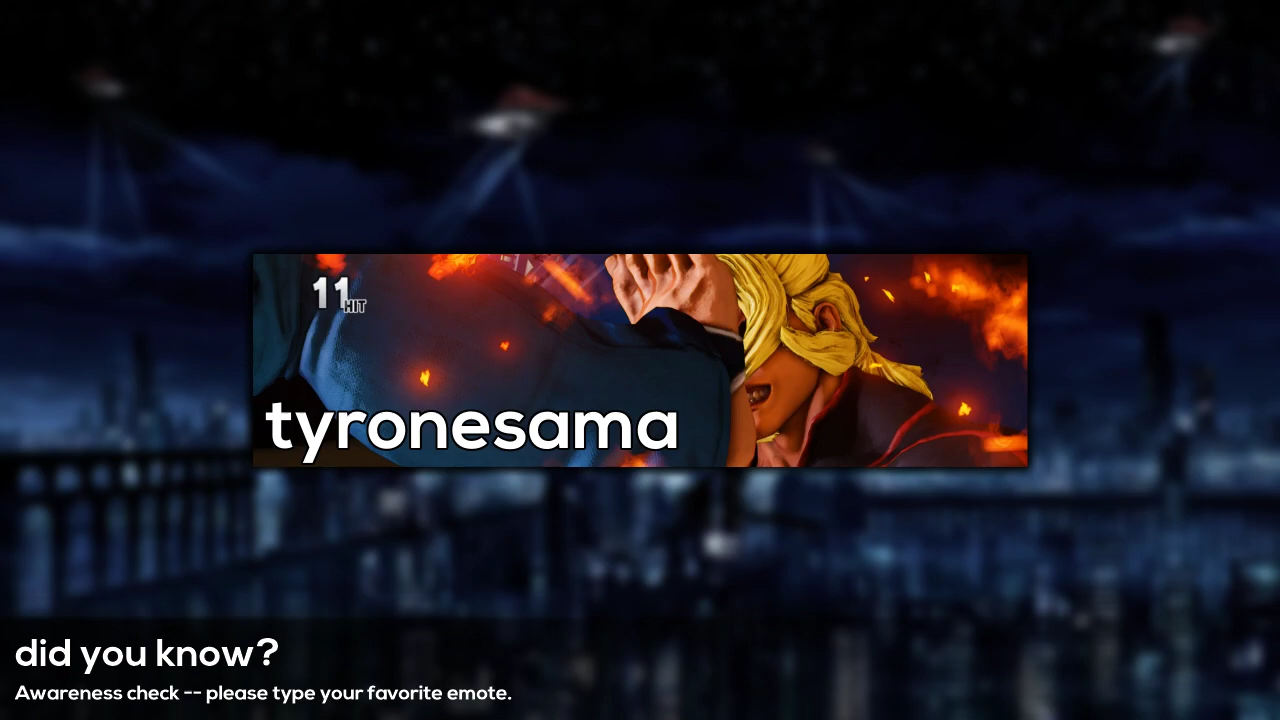 11
HIT
tyronesama
did you know?
Awareness check -- please type your favorite emote.